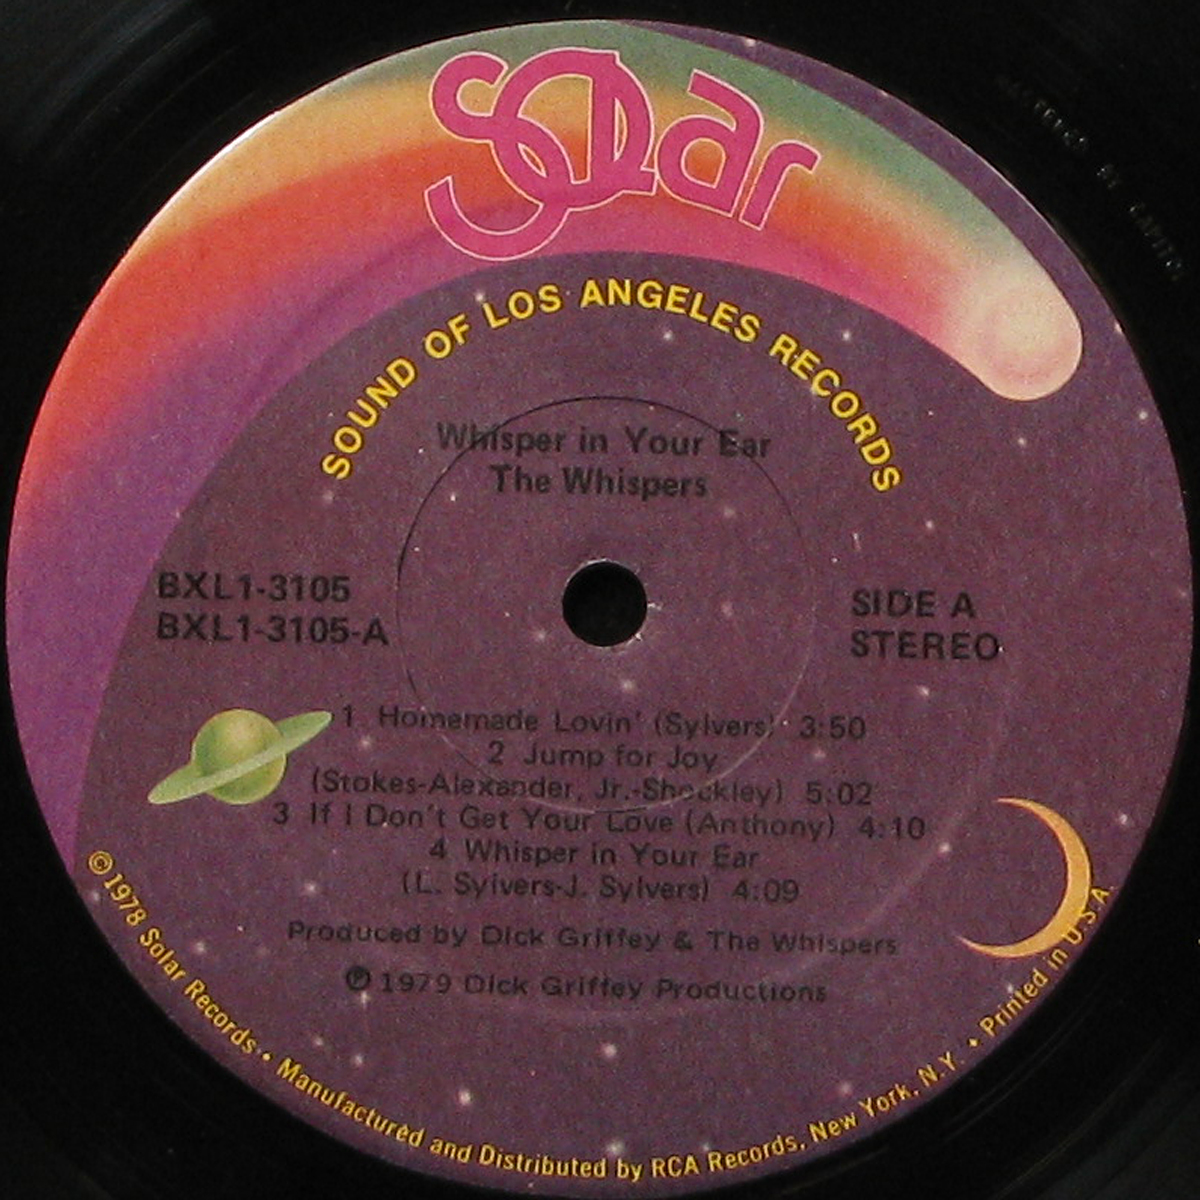 Solar
SOUND OF LOS ANGELES RECORDS
Whisper in Your Ear
The Whispers
BXL1-3105
BXL1-3105-A
SIDE A
STEREO
1 Homemade Lovin' (Sylvers) 3:50
2 Jump for Joy
(Stokes-Alexander, Jr.-Shockley) 5:02
3 If I Don't Get Your Love (Anthony) 4:10
4 Whisper in Your Ear
(L. Sylvers-J. Sylvers) 4:09
Produced by Dick Griffey & The Whispers
℗ 1979 Dick Griffey Productions
© 1978 Solar Records • Manufactured and Distributed by RCA Records, New York, N.Y. • Printed in U.S.A.